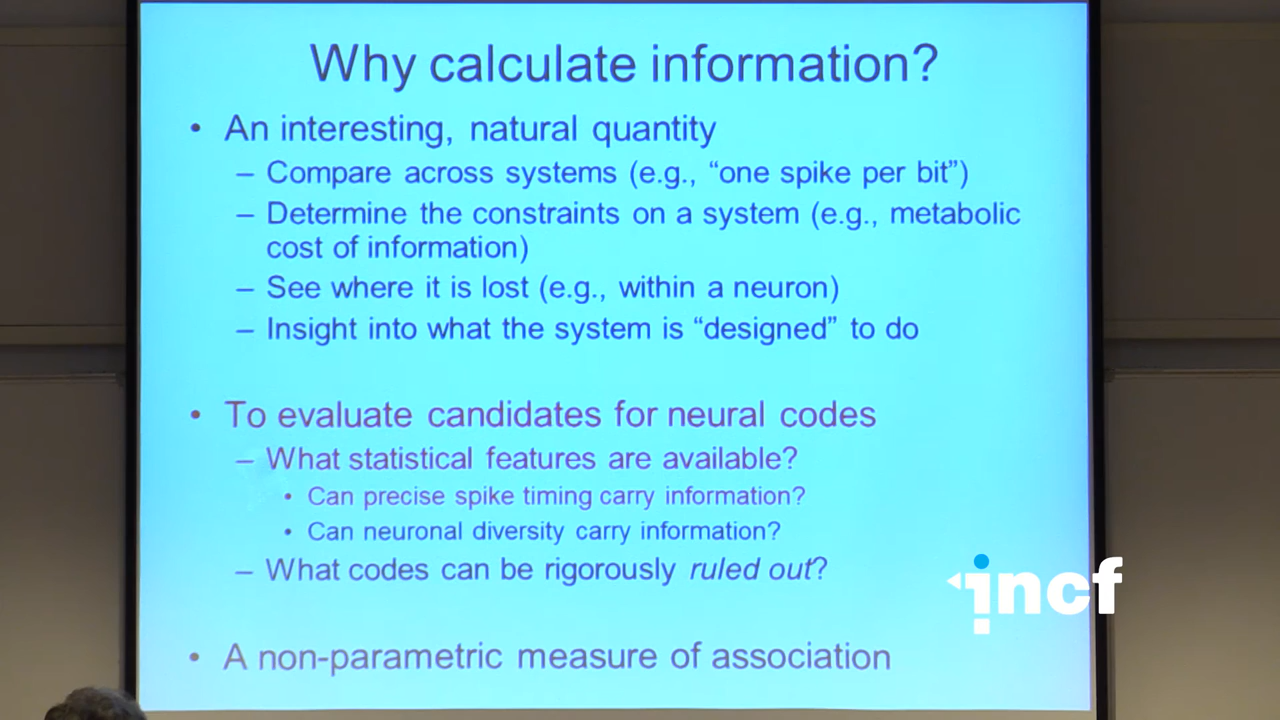 Why calculate information?
• An interesting, natural quantity
– Compare across systems (e.g., “one spike per bit”)
– Determine the constraints on a system (e.g., metabolic
cost of information)
– See where it is lost (e.g., within a neuron)
– Insight into what the system is “designed” to do
• To evaluate candidates for neural codes
– What statistical features are available?
• Can precise spike timing carry information?
• Can neuronal diversity carry information?
– What codes can be rigorously ruled out?
incf
• A non-parametric measure of association